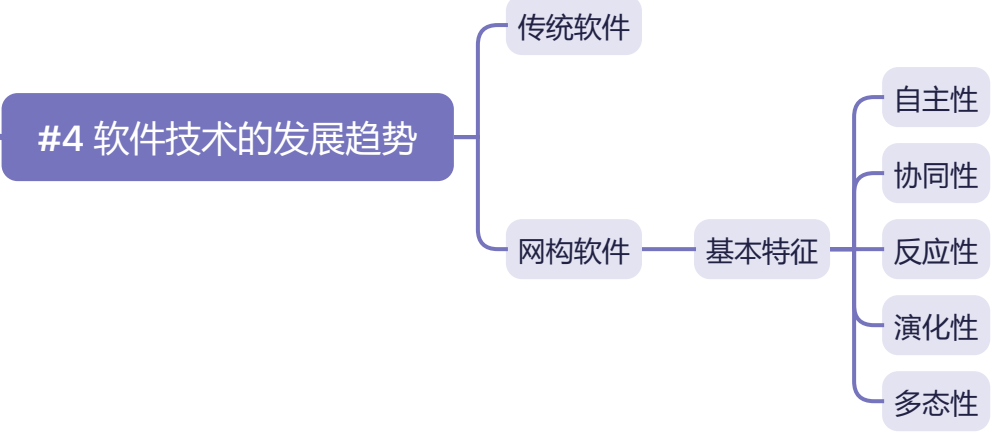 #4 软件技术的发展趋势
传统软件
网构软件
基本特征
自主性
协同性
反应性
演化性
多态性